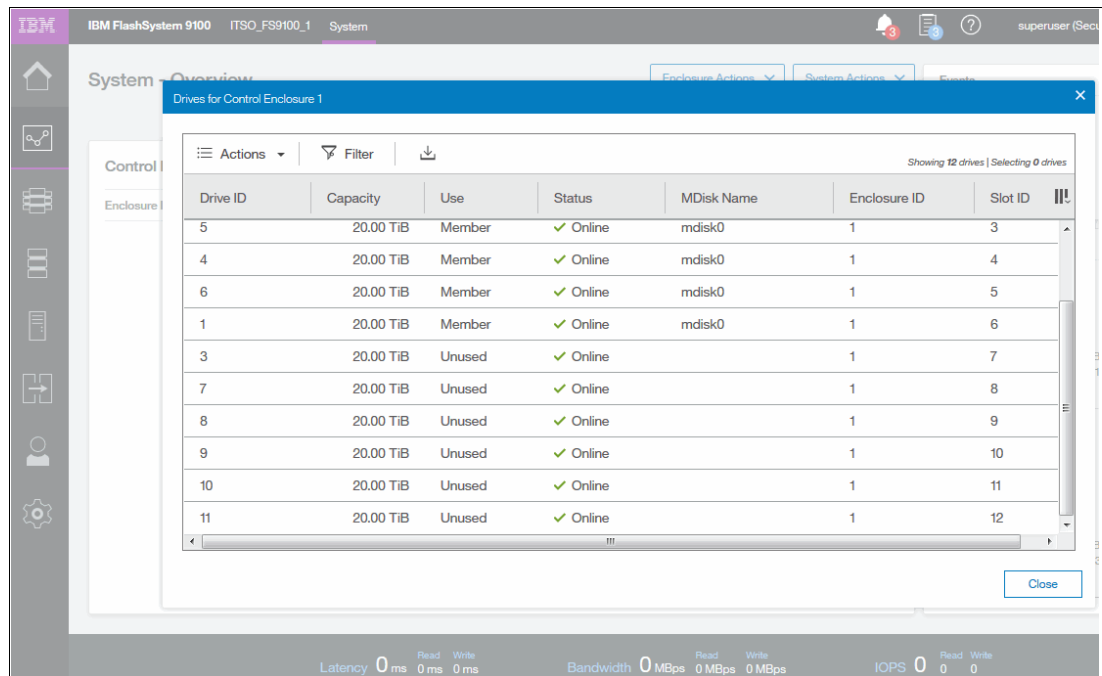 IBM IBM FlashSystem 9100 ITSO_FS9100_1 System 3 3 ? superuser (Secu
System - Overview Enclosure Actions System Actions Events
Drives for Control Enclosure 1
Actions Filter
Showing 12 drives | Selecting 0 drives
Control
Enclosure
Drive ID Capacity Use Status MDisk Name Enclosure ID Slot ID
5 20.00 TiB Member Online mdisk0 1 3
4 20.00 TiB Member Online mdisk0 1 4
6 20.00 TiB Member Online mdisk0 1 5
1 20.00 TiB Member Online mdisk0 1 6
3 20.00 TiB Unused Online 1 7
7 20.00 TiB Unused Online 1 8
8 20.00 TiB Unused Online 1 9
9 20.00 TiB Unused Online 1 10
10 20.00 TiB Unused Online 1 11
11 20.00 TiB Unused Online 1 12
Close
Latency 0 ms Read 0 ms Write 0 ms Bandwidth 0 MBps Read 0 MBps Write 0 MBps IOPS 0 Read 0 Write 0